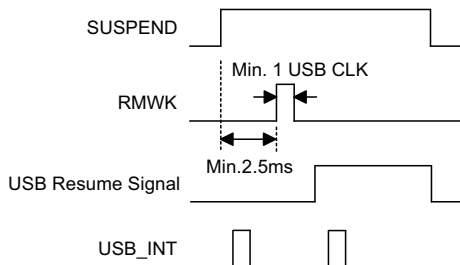 SUSPEND
Min. 1 USB CLK
RMWK
Min.2.5ms
USB Resume Signal
USB_INT